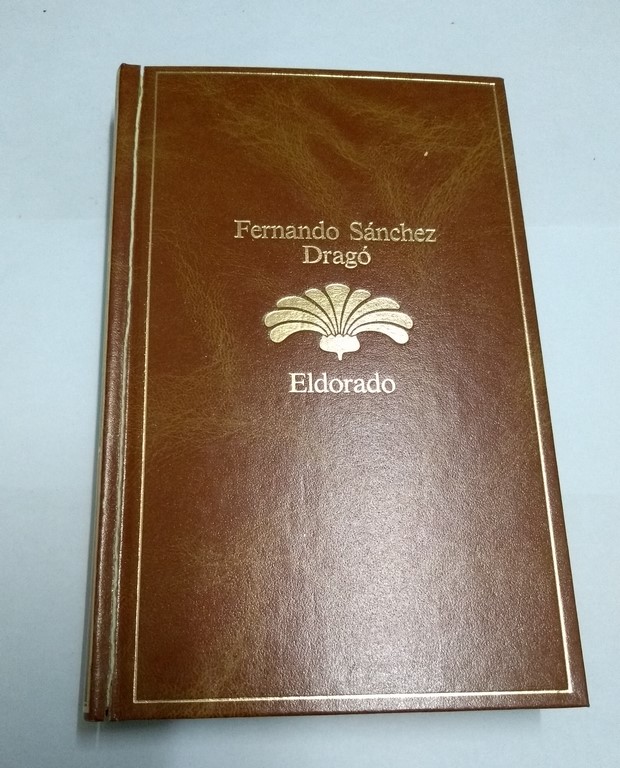 Fernando Sánchez
Dragó
Eldorado